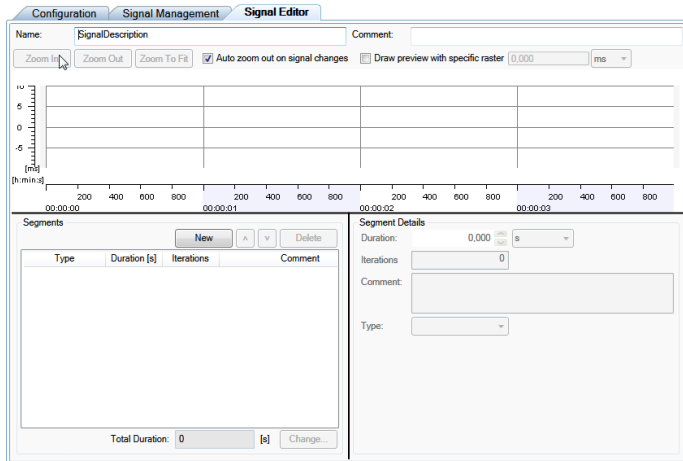 Configuration Signal Management Signal Editor
Name: SignalDescription Comment:
Zoom In Zoom Out Zoom To Fit Auto zoom out on signal changes Draw preview with specific raster 0,000 ms
10
5
0
-5
[ms]
[h:min:s]
200 400 600 800 200 400 600 800 200 400 600 800 200 400 600 800
00:00:00 00:00:01 00:00:02 00:00:03
Segments Segment Details
New ^ v Delete Duration: 0,000 s
Type Duration [s] Iterations Comment Iterations 0
Comment:
Type:
Total Duration: 0 [s] Change...